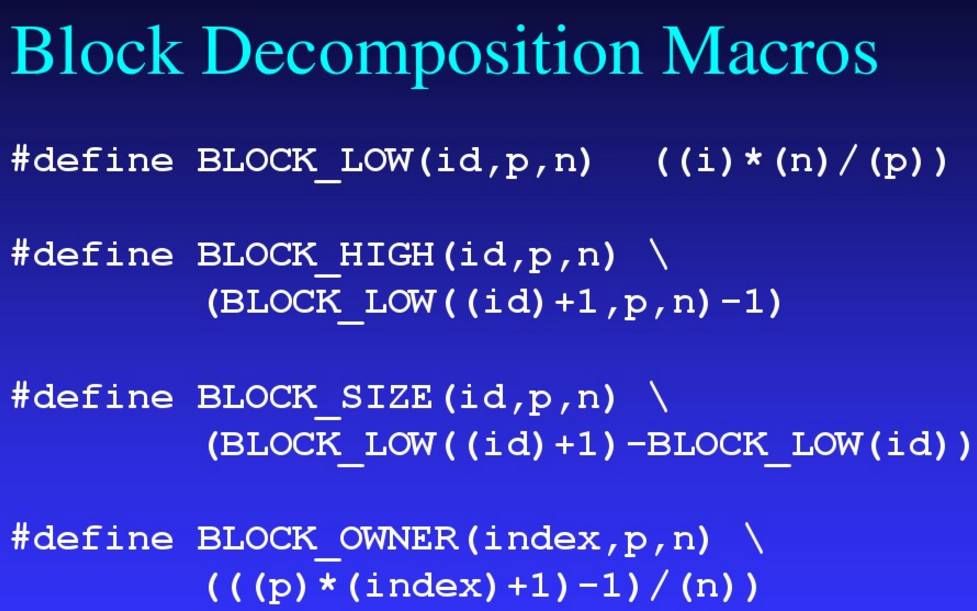 Block Decomposition Macros
#define BLOCK_LOW(id,p,n) ((i)*(n)/(p))
#define BLOCK_HIGH(id,p,n) \
(BLOCK_LOW((id)+1,p,n)-1)
#define BLOCK_SIZE(id,p,n) \
(BLOCK_LOW((id)+1)-BLOCK_LOW(id))
#define BLOCK_OWNER(index,p,n) \
(((p)*(index)+1)-1)/(n))